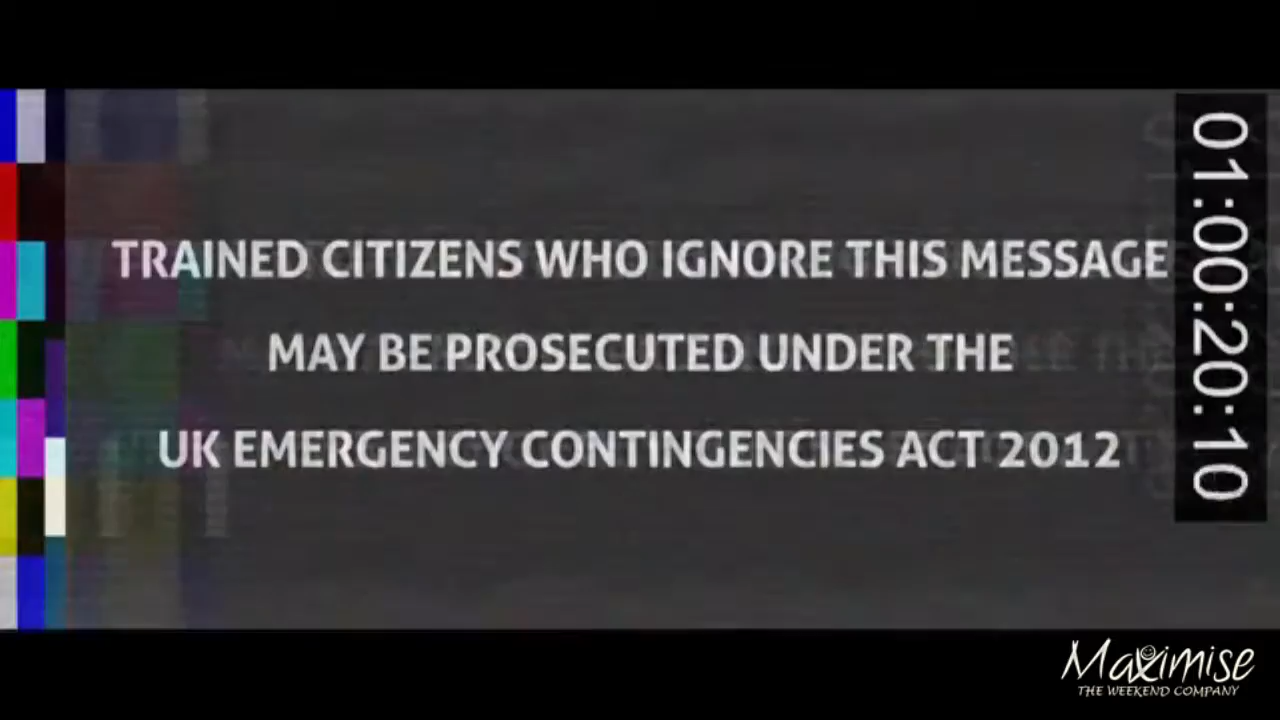 TRAINED CITIZENS WHO IGNORE THIS MESSAGE
MAY BE PROSECUTED UNDER THE
UK EMERGENCY CONTINGENCIES ACT 2012
01:00:20:10
Maximise
THE WEEKEND COMPANY